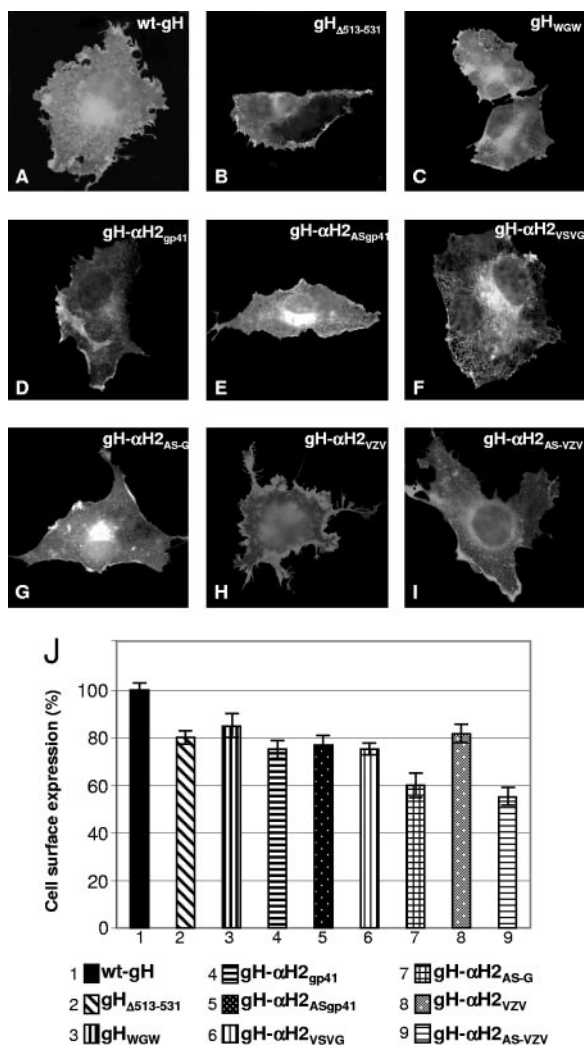 wt-gH
A
gHΔ513-531
B
gHWGW
C
gH-αH2gp41
D
gH-αH2ASgp41
E
gH-αH2VSVG
F
gH-αH2AS-G
G
gH-αH2VZV
H
gH-αH2AS-VZV
I
J
Cell surface expression (%)
100
80
60
40
20
0
1 2 3 4 5 6 7 8 9
1 wt-gH
2 gHΔ513-531
3 gHWGW
4 gH-αH2gp41
5 gH-αH2ASgp41
6 gH-αH2VSVG
7 gH-αH2AS-G
8 gH-αH2VZV
9 gH-αH2AS-VZV